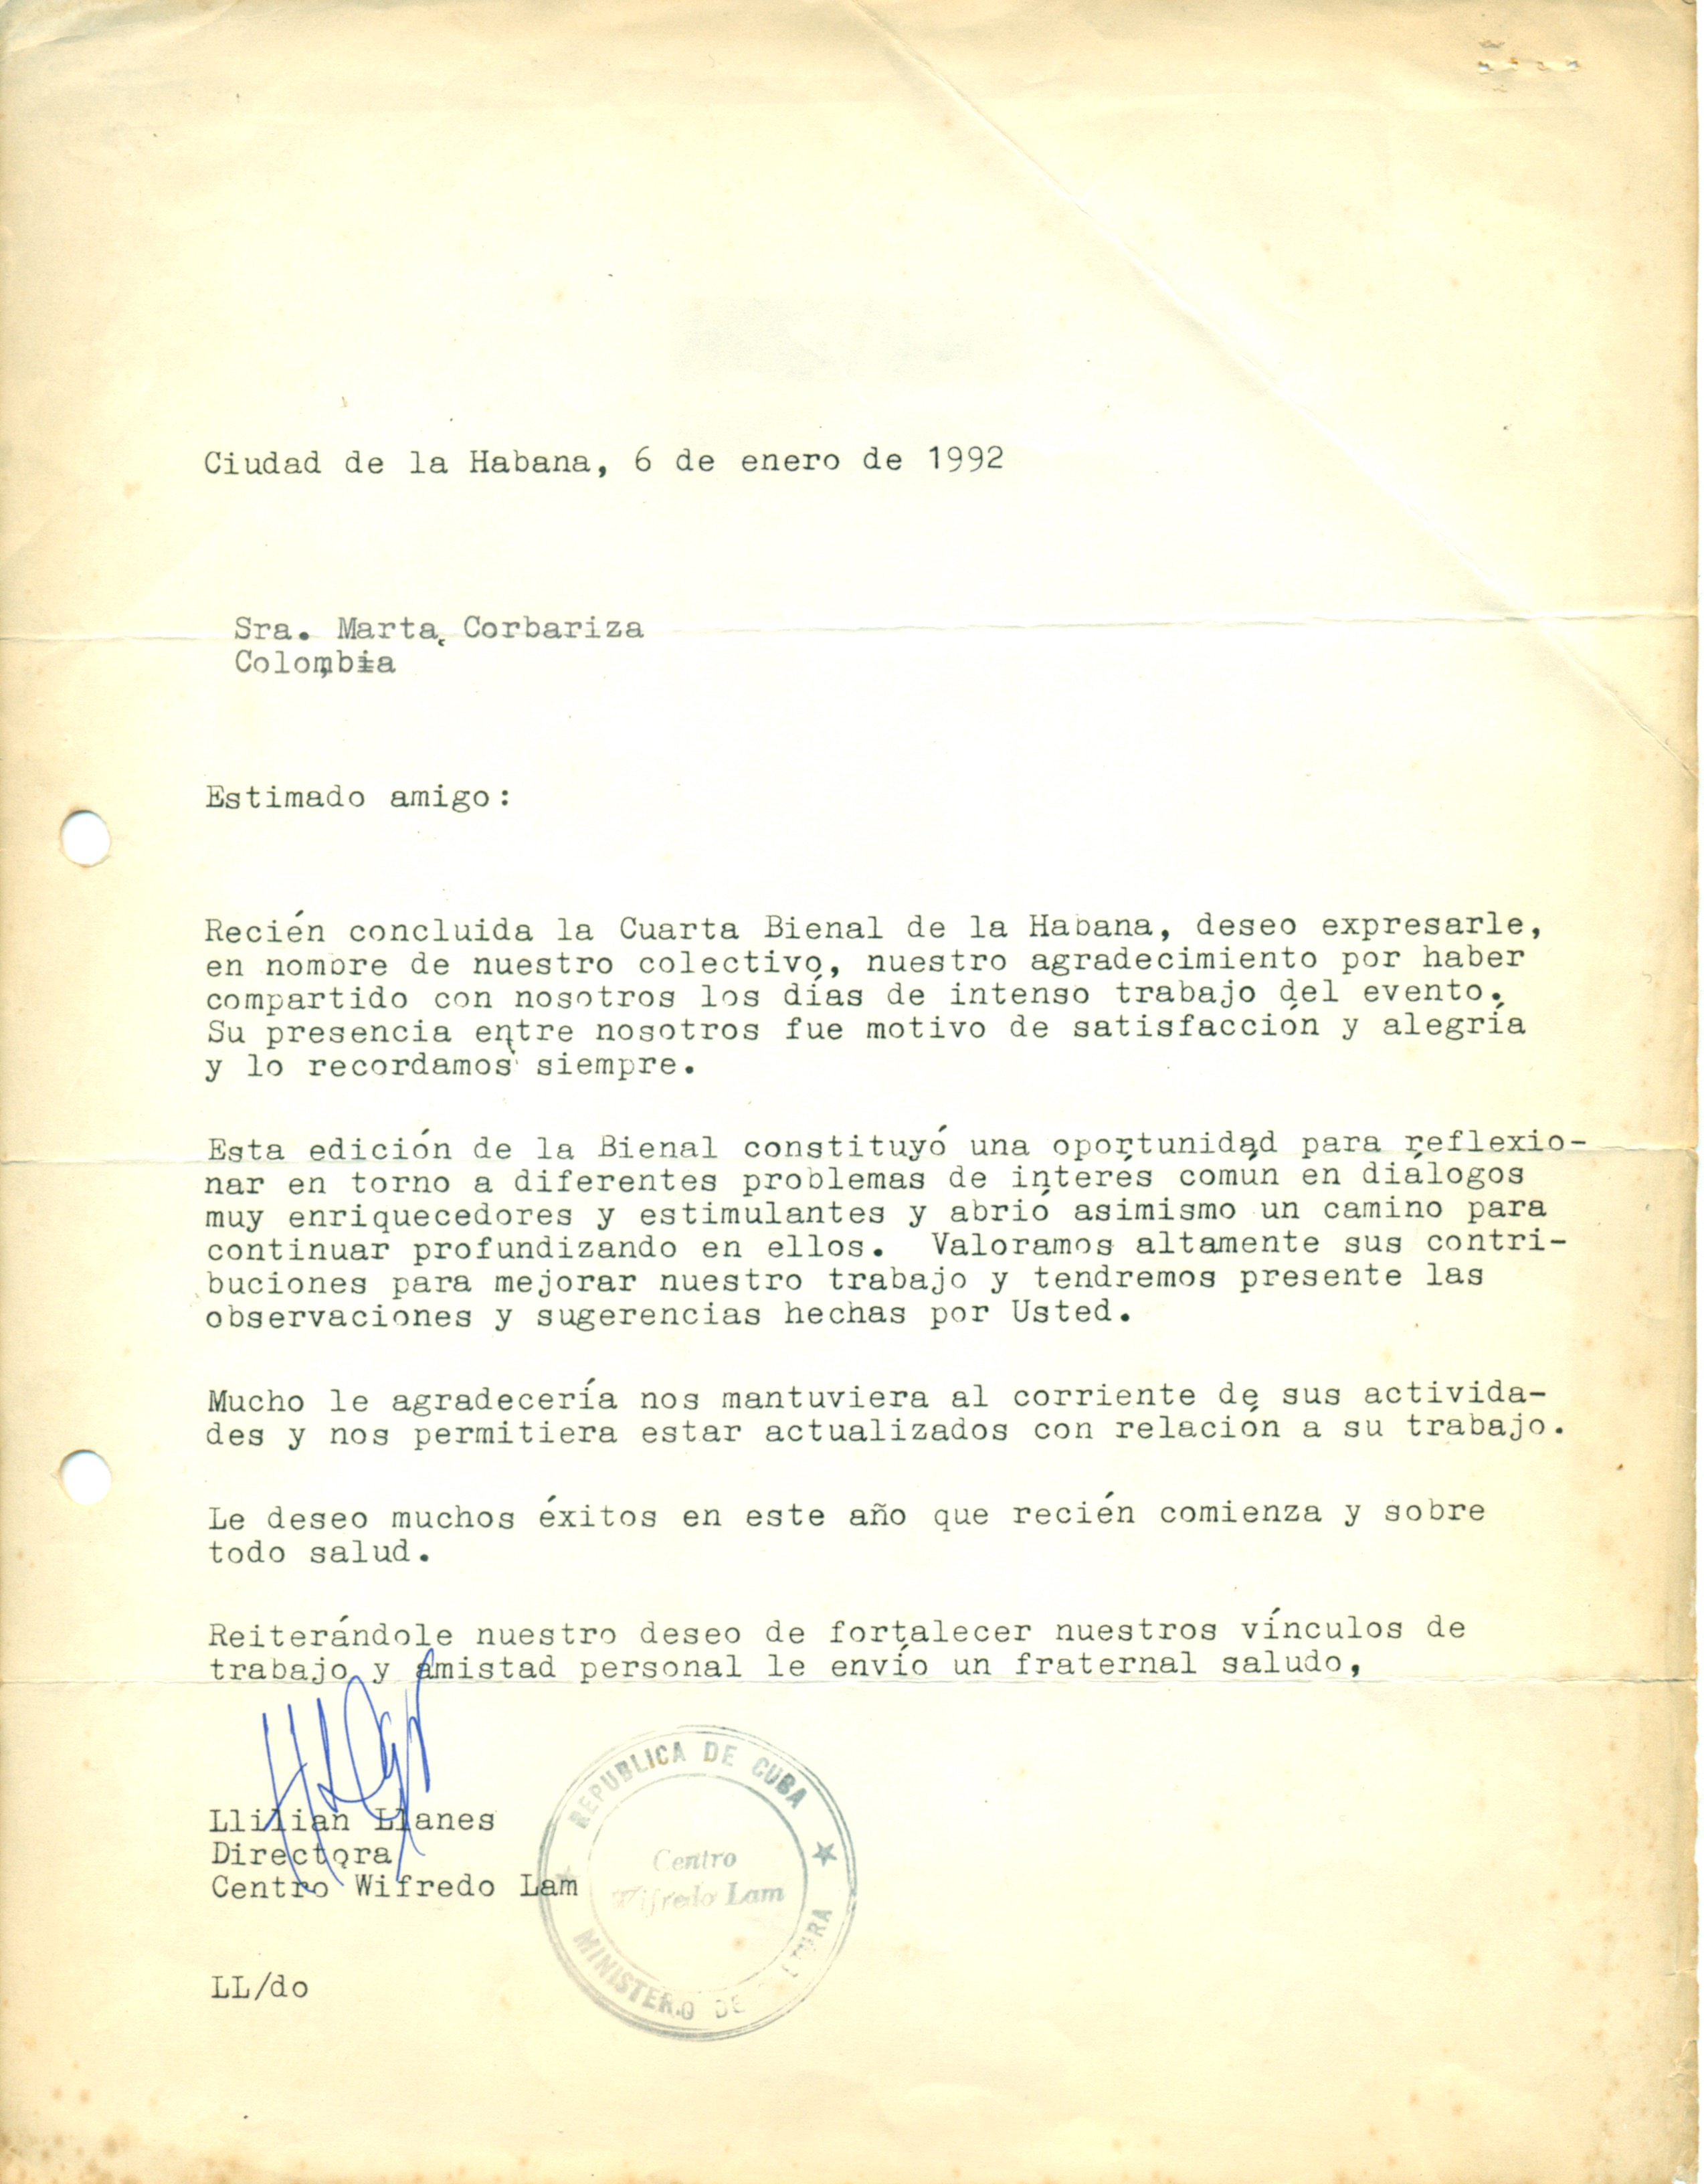 Ciudad de la Habana, 6 de enero de 1992
Sra. Marta Corbariza
Colombia
Estimado amigo:
Recién concluida la Cuarta Bienal de la Habana, deseo expresarle,
en nombre de nuestro colectivo, nuestro agradecimiento por haber
compartido con nosotros los días de intenso trabajo del evento.
Su presencia entre nosotros fue motivo de satisfacción y alegría
y lo recordamos siempre.
Esta edición de la Bienal constituyó una oportunidad para reflexio-
nar en torno a diferentes problemas de interés común en diálogos
muy enriquecedores y estimulantes y abrió asimismo un camino para
continuar profundizando en ellos. Valoramos altamente sus contri-
buciones para mejorar nuestro trabajo y tendremos presente las
observaciones y sugerencias hechas por Usted.
Mucho le agradecería nos mantuviera al corriente de sus activida-
des y nos permitiera estar actualizados con relación a su trabajo.
Le deseo muchos éxitos en este año que recién comienza y sobre
todo salud.
Reiterándole nuestro deseo de fortalecer nuestros vínculos de
trabajo y amistad personal le envío un fraternal saludo,
Llilian Llanes
Directora
Centro Wifredo Lam
REPUBLICA DE CUBA
Centro
Wifredo Lam
MINISTERIO DE
LL/do